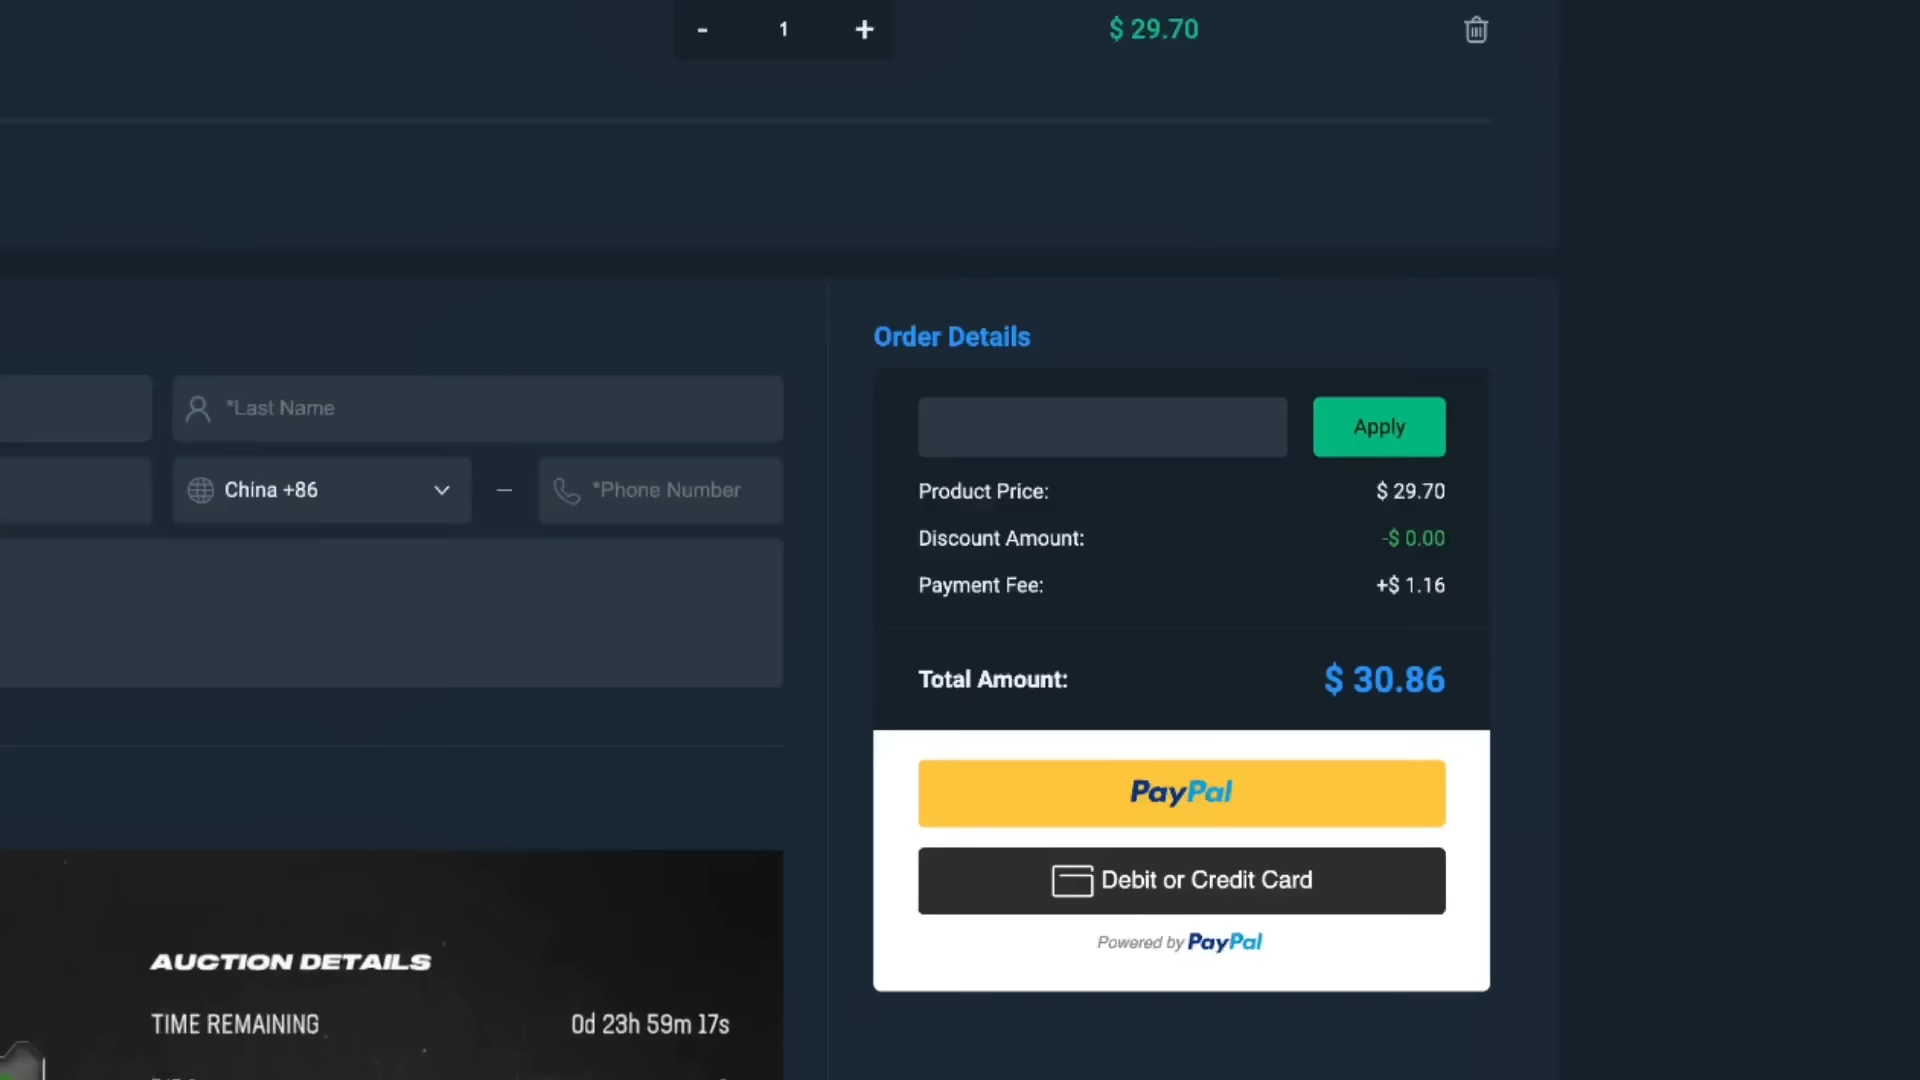 - 1 + $ 29.70
Order Details
*Last Name
Apply
China +86 – *Phone Number
Product Price: $ 29.70
Discount Amount: -$ 0.00
Payment Fee: +$ 1.16
Total Amount: $ 30.86
PayPal
Debit or Credit Card
Powered by PayPal
AUCTION DETAILS
TIME REMAINING 0d 23h 59m 17s